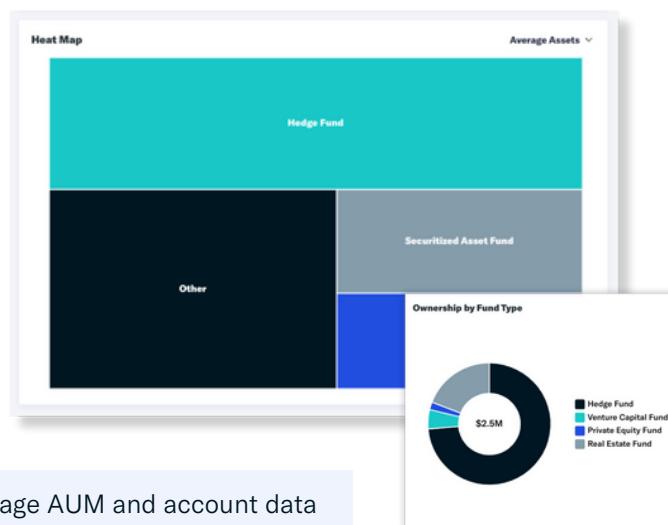 Heat Map
Average Assets
Hedge Fund
Other
Securitized Asset Fund
Ownership by Fund Type
$2.5M
Hedge Fund
Venture Capital Fund
Private Equity Fund
Real Estate Fund
AUM and account data